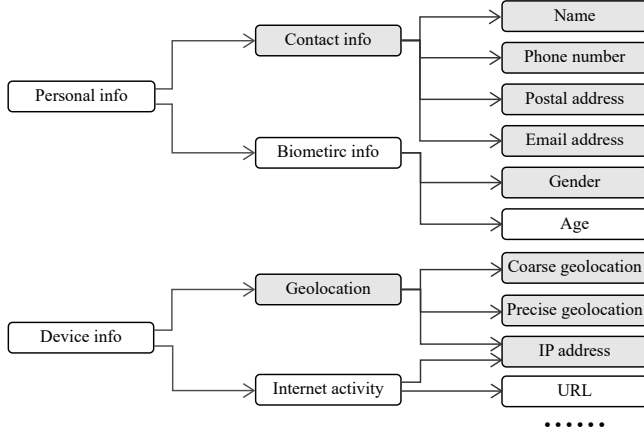 Name
Contact info
Phone number
Personal info
Postal address
Email address
Biometirc info
Gender
Age
Coarse geolocation
Geolocation
Precise geolocation
Device info
IP address
Internet activity
URL
......